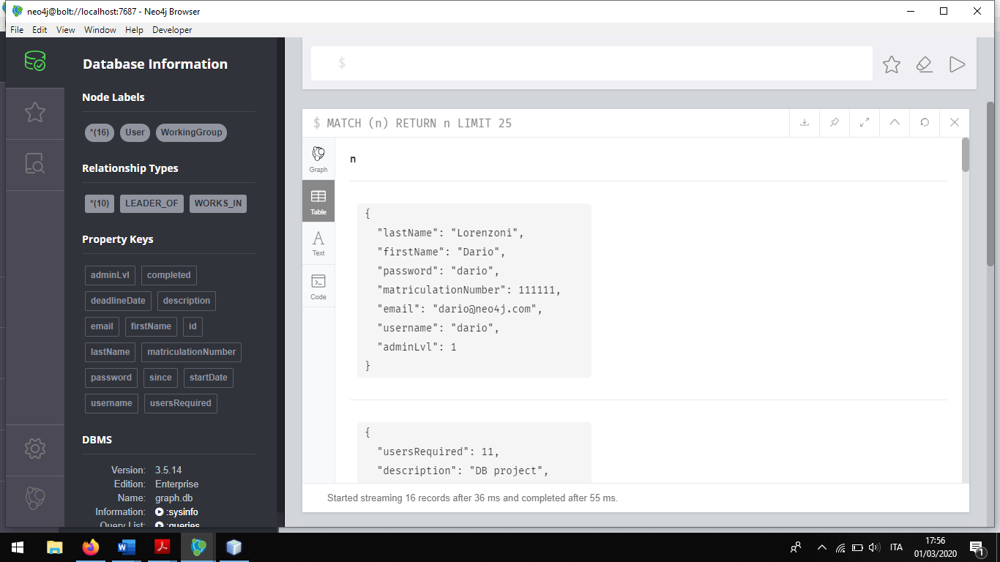 neo4j@bolt://localhost:7687 - Neo4j Browser
File Edit View Window Help Developer
Database Information
Node Labels
*(16) User WorkingGroup
Relationship Types
*(10) LEADER_OF WORKS_IN
Property Keys
adminLvl completed
deadlineDate description
email firstName id
lastName matriculationNumber
password since startDate
username usersRequired
DBMS
Version: 3.5.14
Edition: Enterprise
Name: graph.db
Information: :sysinfo
Query List: :queries
$
$ MATCH (n) RETURN n LIMIT 25
Graph
Table
Text
Code
n
{
"lastName": "Lorenzoni",
"firstName": "Dario",
"password": "dario",
"matriculationNumber": 111111,
"email": "dario@neo4j.com",
"username": "dario",
"adminLvl": 1
}
{
"usersRequired": 11,
"description": "DB project",
Started streaming 16 records after 36 ms and completed after 55 ms.
ITA
17:56
01/03/2020
1